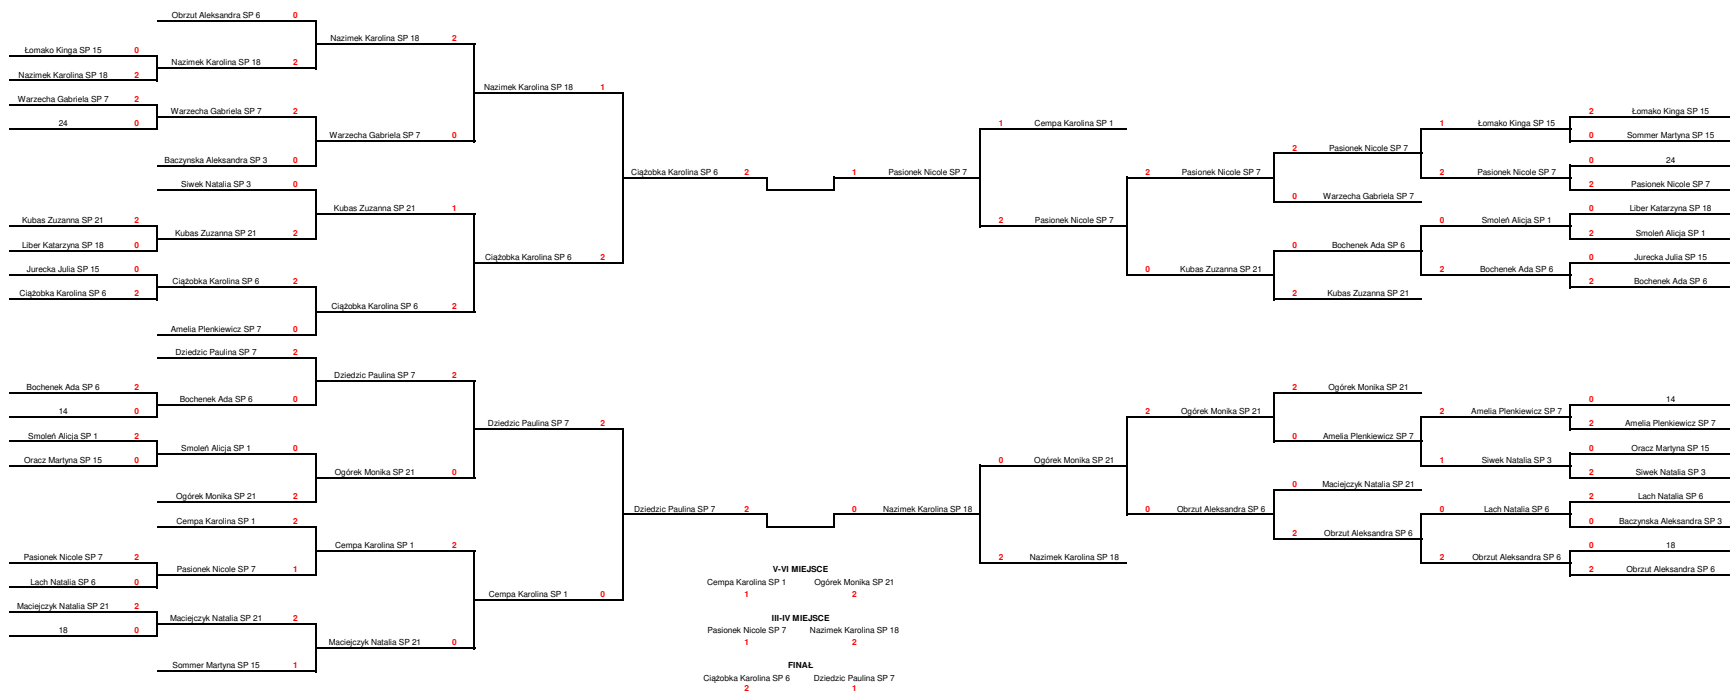 Obrzut Aleksandra SP 6 0
Nazimek Karolina SP 18 2
Łomako Kinga SP 15 0
Nazimek Karolina SP 18 2
Nazimek Karolina SP 18 2
Nazimek Karolina SP 18 1
Warzecha Gabriela SP 7 2
Warzecha Gabriela SP 7 2
24 0
Warzecha Gabriela SP 7 0
Baczynska Aleksandra SP 3 0
Ciążobka Karolina SP 6 2
Siwek Natalia SP 3 0
Kubas Zuzanna SP 21 1
Kubas Zuzanna SP 21 2
Kubas Zuzanna SP 21 2
Liber Katarzyna SP 18 0
Ciążobka Karolina SP 6 2
Jurecka Julia SP 15 0
Ciążobka Karolina SP 6 2
Ciążobka Karolina SP 6 2
Ciążobka Karolina SP 6 2
Amelia Plenkiewicz SP 7 0
Dziedzic Paulina SP 7 2
Dziedzic Paulina SP 7 2
Bochenek Ada SP 6 2
Bochenek Ada SP 6 0
14 0
Dziedzic Paulina SP 7 2
Smoleń Alicja SP 1 2
Smoleń Alicja SP 1 0
Oracz Martyna SP 15 0
Ogórek Monika SP 21 0
Ogórek Monika SP 21 2
Dziedzic Paulina SP 7 2
Cempa Karolina SP 1 2
Cempa Karolina SP 1 2
Pasionek Nicole SP 7 2
Pasionek Nicole SP 7 1
Lach Natalia SP 6 0
Cempa Karolina SP 1 0
Maciejczyk Natalia SP 21 2
Maciejczyk Natalia SP 21 2
18 0
Maciejczyk Natalia SP 21 0
Sommer Martyna SP 15 1
1 Pasionek Nicole SP 7
1 Cempa Karolina SP 1
2 Pasionek Nicole SP 7
2 Pasionek Nicole SP 7
0 Kubas Zuzanna SP 21
2 Pasionek Nicole SP 7
0 Warzecha Gabriela SP 7
0 Bochenek Ada SP 6
2 Kubas Zuzanna SP 21
1 Łomako Kinga SP 15
2 Pasionek Nicole SP 7
0 Smoleń Alicja SP 1
2 Bochenek Ada SP 6
2 Łomako Kinga SP 15
0 Sommer Martyna SP 15
0 24
2 Pasionek Nicole SP 7
0 Liber Katarzyna SP 18
2 Smoleń Alicja SP 1
0 Jurecka Julia SP 15
2 Bochenek Ada SP 6
0 Nazimek Karolina SP 18
0 Ogórek Monika SP 21
2 Nazimek Karolina SP 18
2 Ogórek Monika SP 21
0 Obrzut Aleksandra SP 6
2 Ogórek Monika SP 21
0 Amelia Plenkiewicz SP 7
0 Maciejczyk Natalia SP 21
2 Obrzut Aleksandra SP 6
2 Amelia Plenkiewicz SP 7
1 Siwek Natalia SP 3
0 Lach Natalia SP 6
2 Obrzut Aleksandra SP 6
0 14
2 Amelia Plenkiewicz SP 7
0 Oracz Martyna SP 15
2 Siwek Natalia SP 3
2 Lach Natalia SP 6
0 Baczynska Aleksandra SP 3
0 18
2 Obrzut Aleksandra SP 6
V-VI MIEJSCE
Cempa Karolina SP 1 Ogórek Monika SP 21
1 2
III-IV MIEJSCE
Pasionek Nicole SP 7 Nazimek Karolina SP 18
1 2
FINAŁ
Ciążobka Karolina SP 6 Dziedzic Paulina SP 7
2 1